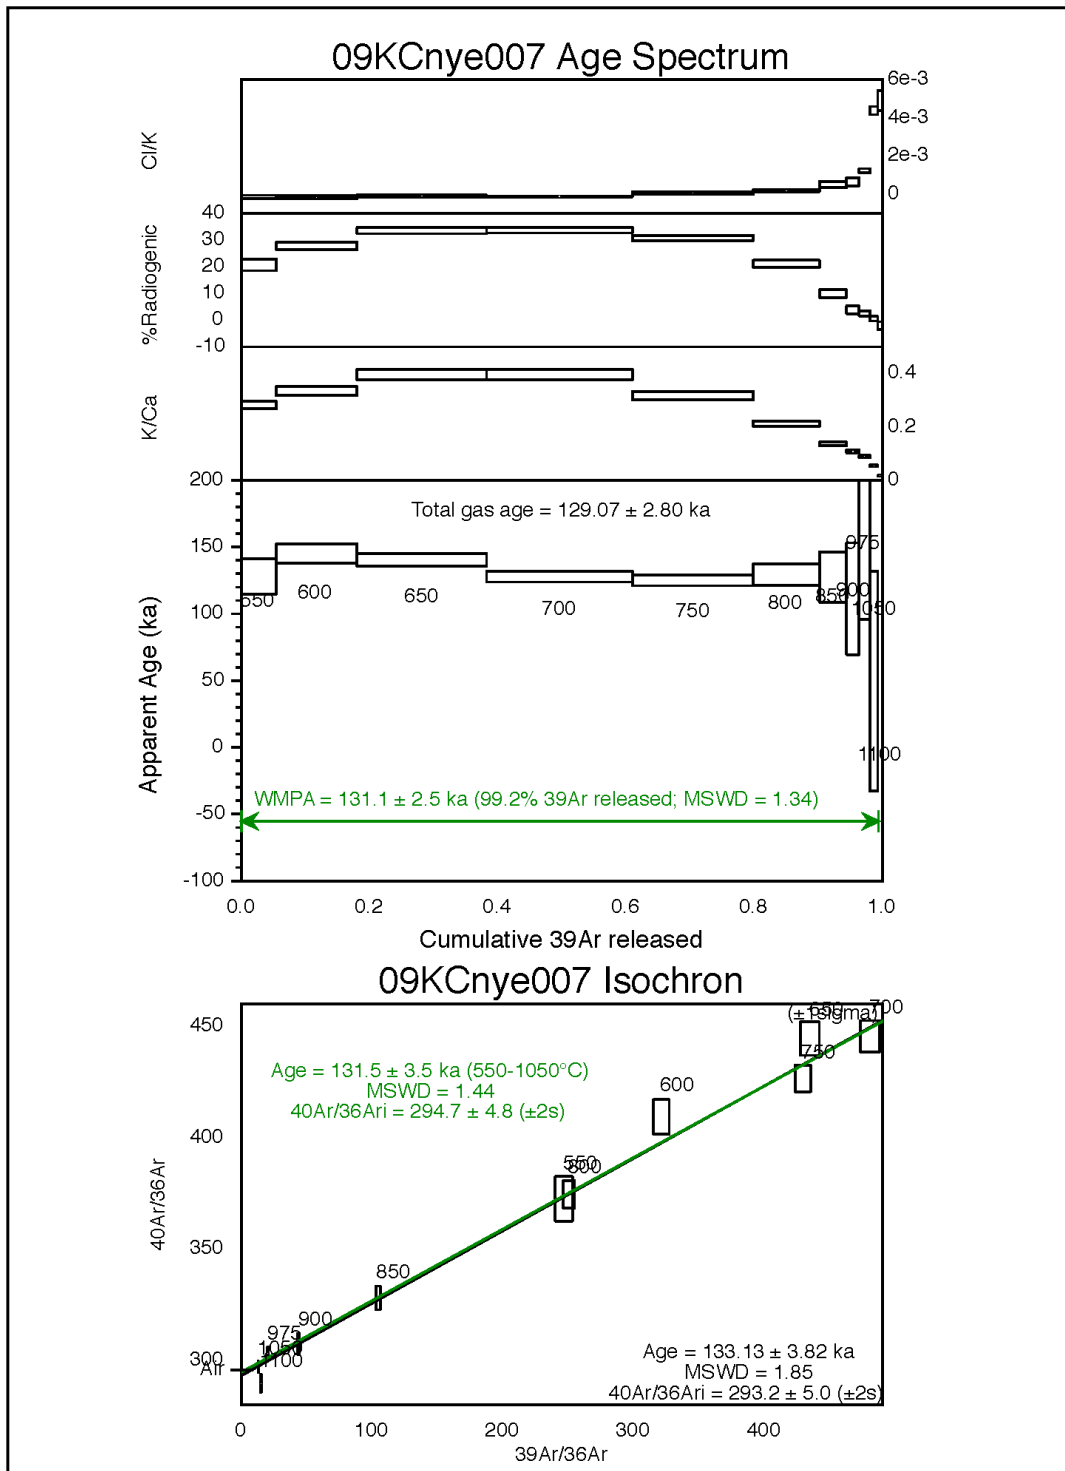 09KCnye007 Age Spectrum
Cl/K
6e-3
4e-3
2e-3
0
%Radiogenic
40
30
20
10
0
-10
K/Ca
0.4
0.2
0
Apparent Age (ka)
200
150
100
50
0
-50
-100
Total gas age = 129.07 ± 2.80 ka
550
600
650
700
750
800
850
900
975
1050
1100
WMPA = 131.1 ± 2.5 ka (99.2% 39Ar released; MSWD = 1.34)
0.0 0.2 0.4 0.6 0.8 1.0
Cumulative 39Ar released
09KCnye007 Isochron
40Ar/36Ar
450
400
350
300
Air
(±1sigma)
650
700
750
600
550
800
850
900
975
1050
1100
Age = 131.5 ± 3.5 ka (550-1050°C)
MSWD = 1.44
40Ar/36Ari = 294.7 ± 4.8 (±2s)
Age = 133.13 ± 3.82 ka
MSWD = 1.85
40Ar/36Ari = 293.2 ± 5.0 (±2s)
0 100 200 300 400
39Ar/36Ar